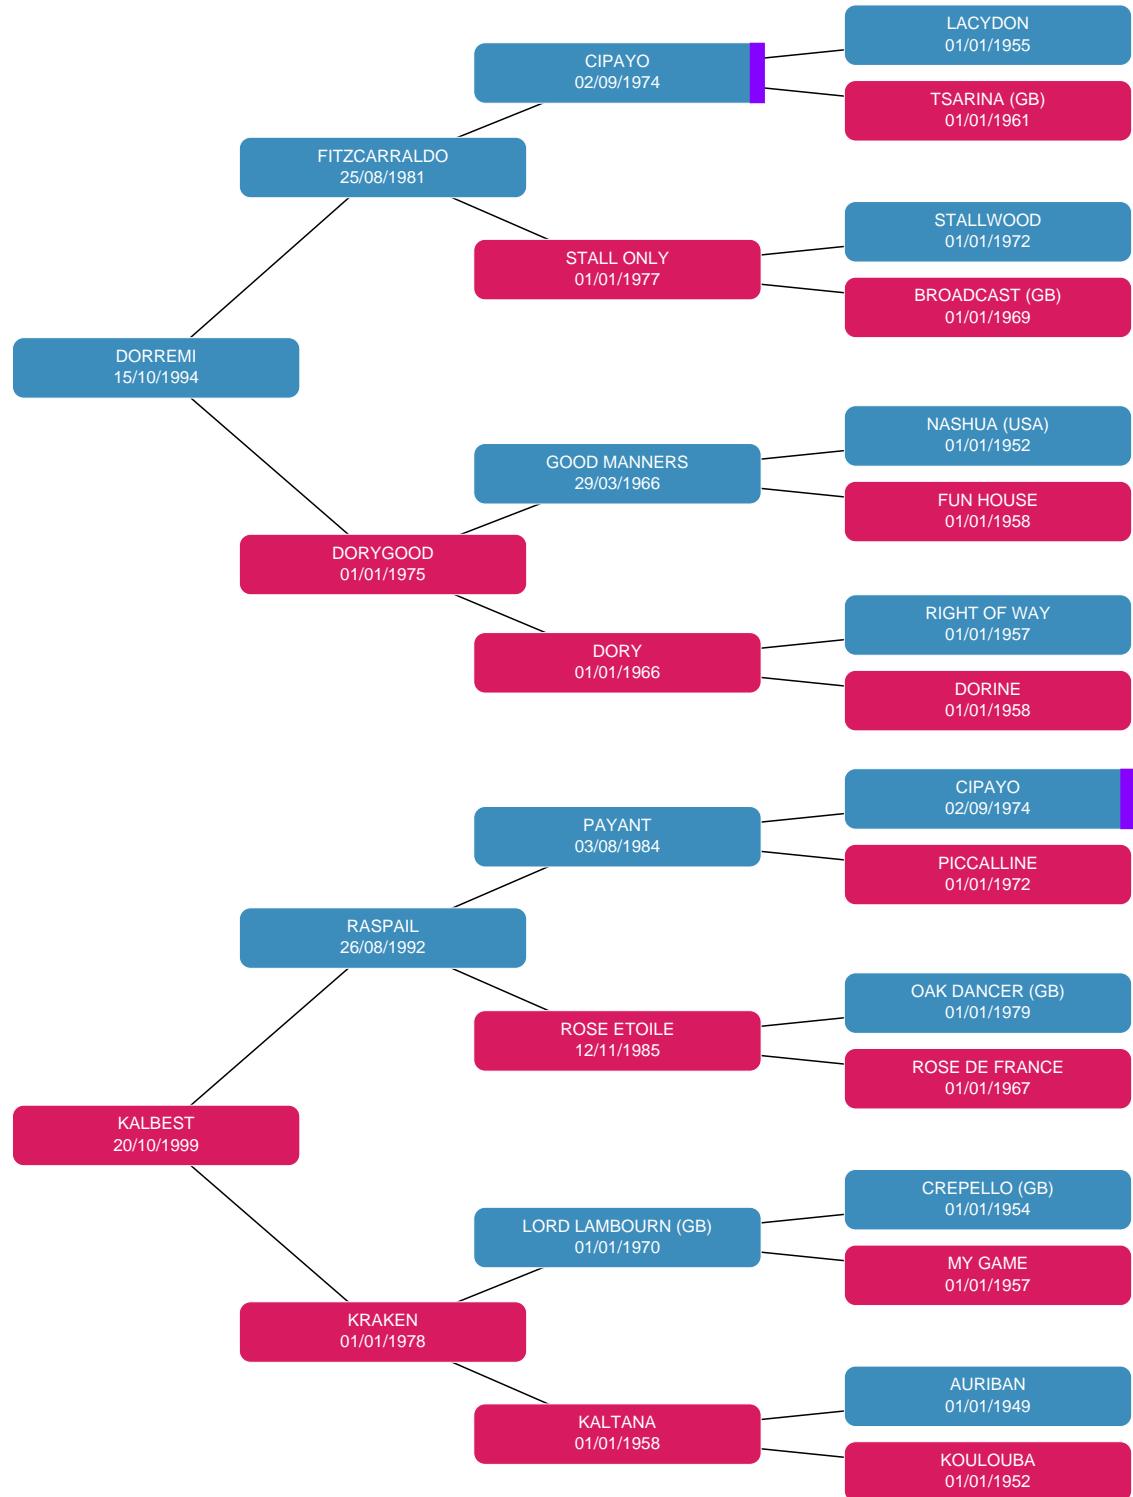 LACYDON
01/01/1955
CIPAYO
02/09/1974
TSARINA (GB)
01/01/1961
FITZCARRALDO
25/08/1981
STALLWOOD
01/01/1972
STALL ONLY
01/01/1977
BROADCAST (GB)
01/01/1969
DORREMI
15/10/1994
NASHUA (USA)
01/01/1952
GOOD MANNERS
29/03/1966
FUN HOUSE
01/01/1958
DORYGOOD
01/01/1975
RIGHT OF WAY
01/01/1957
DORY
01/01/1966
DORINE
01/01/1958
CIPAYO
02/09/1974
PAYANT
03/08/1984
PICCALLINE
01/01/1972
RASPAIL
26/08/1992
OAK DANCER (GB)
01/01/1979
ROSE ETOILE
12/11/1985
ROSE DE FRANCE
01/01/1967
KALBEST
20/10/1999
CREPELLO (GB)
01/01/1954
LORD LAMBOURN (GB)
01/01/1970
MY GAME
01/01/1957
KRAKEN
01/01/1978
AURIBAN
01/01/1949
KALTANA
01/01/1958
KOULOUBA
01/01/1952